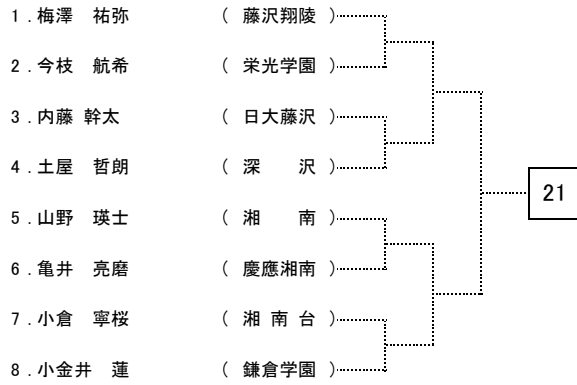 1．梅澤　祐弥　（ 藤沢翔陵 ）
2．今枝　航希　（ 栄光学園 ）
3．内藤 幹太　（ 日大藤沢 ）
4．土屋　哲朗　（ 深　　沢 ）
5．山野　瑛士　（ 湘　　南 ）
21
6．亀井　亮磨　（ 慶應湘南 ）
7．小倉　寧桜　（ 湘 南 台 ）
8．小金井　蓮　（ 鎌倉学園 ）